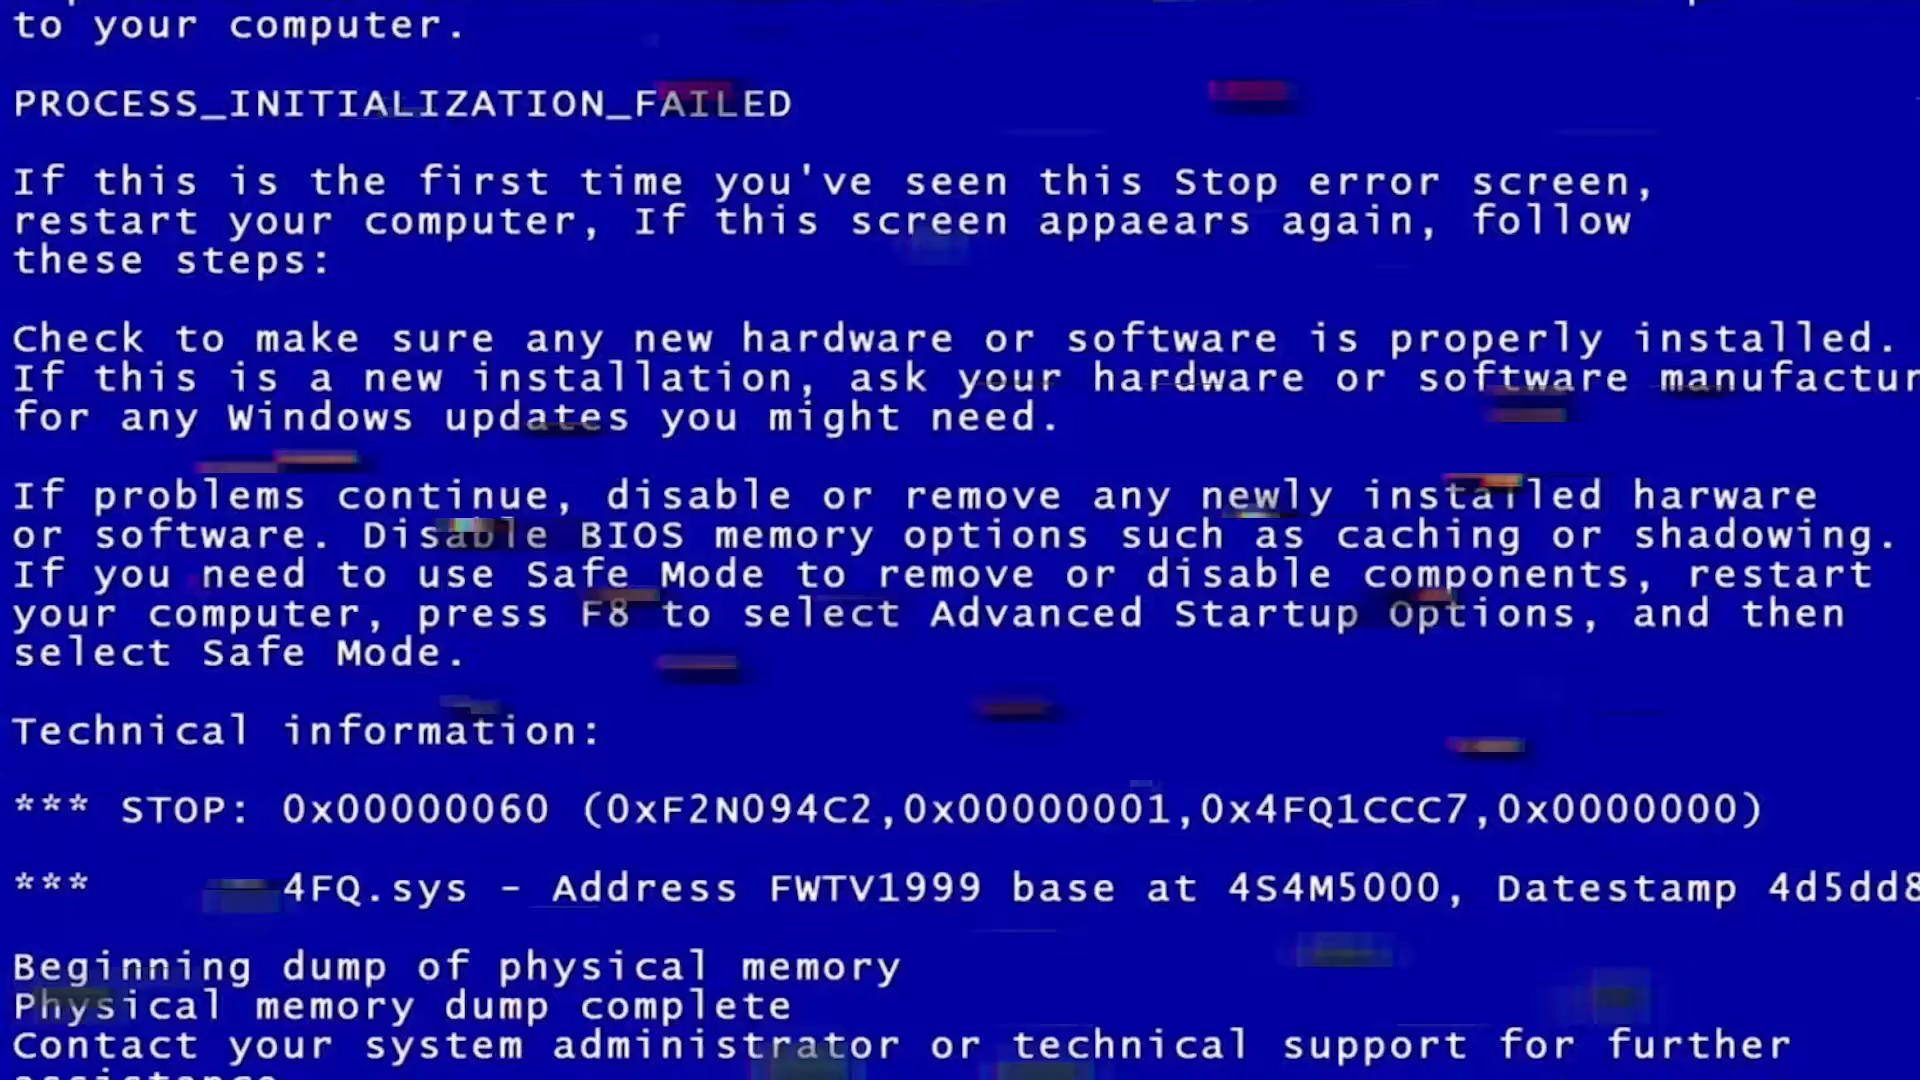 to your computer.
PROCESS_INITIALIZATION_FAILED
If this is the first time you've seen this Stop error screen,
restart your computer, If this screen appaears again, follow
these steps:
Check to make sure any new hardware or software is properly installed.
If this is a new installation, ask your hardware or software manufactur
for any Windows updates you might need.
If problems continue, disable or remove any newly installed harware
or software. Disable BIOS memory options such as caching or shadowing.
If you need to use Safe Mode to remove or disable components, restart
your computer, press F8 to select Advanced Startup Options, and then
select Safe Mode.
Technical information:
*** STOP: 0x00000060 (0xF2N094C2,0x00000001,0x4FQ1CCC7,0x0000000)
*** 4FQ.sys - Address FWTV1999 base at 4S4M5000, Datestamp 4d5dd8
Beginning dump of physical memory
Physical memory dump complete
Contact your system administrator or technical support for further